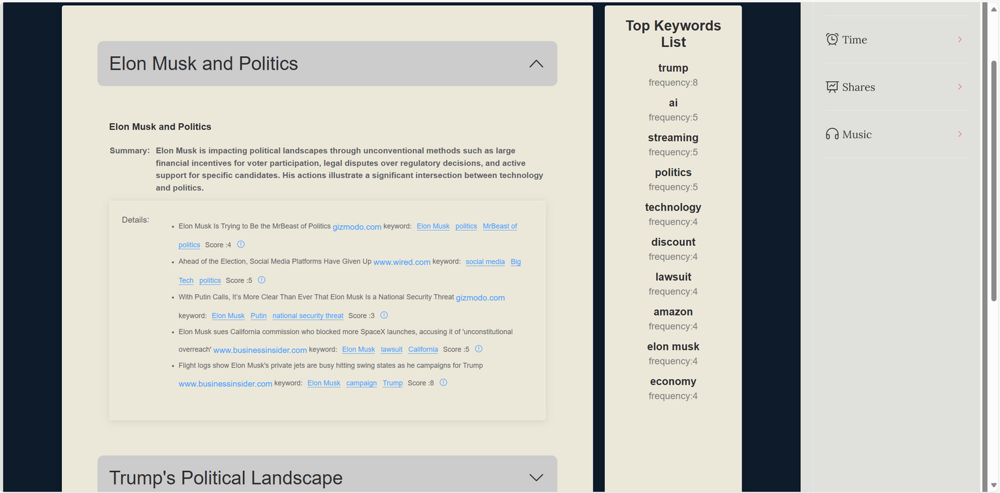 Elon Musk and Politics
Elon Musk and Politics
Summary: Elon Musk is impacting political landscapes through unconventional methods such as large
financial incentives for voter participation, legal disputes over regulatory decisions, and active
support for specific candidates. His actions illustrate a significant intersection between technology
and politics.
Details:
• Elon Musk Is Trying to Be the MrBeast of Politics gizmodo.com keyword: Elon Musk politics MrBeast of
politics Score :4
• Ahead of the Election, Social Media Platforms Have Given Up www.wired.com keyword: social media Big
Tech politics Score :5
• With Putin Calls, It's More Clear Than Ever That Elon Musk Is a National Security Threat gizmodo.com
keyword: Elon Musk Putin national security threat Score :3
• Elon Musk sues California commission who blocked more SpaceX launches, accusing it of 'unconstitutional
overreach' www.businessinsider.com keyword: Elon Musk lawsuit California Score :5
• Flight logs show Elon Musk's private jets are busy hitting swing states as he campaigns for Trump
www.businessinsider.com keyword: Elon Musk campaign Trump Score :8
Trump's Political Landscape
Top Keywords
List
trump
frequency:8
ai
frequency:5
streaming
frequency:5
politics
frequency:5
technology
frequency:4
discount
frequency:4
lawsuit
frequency:4
amazon
frequency:4
elon musk
frequency:4
economy
frequency:4
Time
Shares
Music